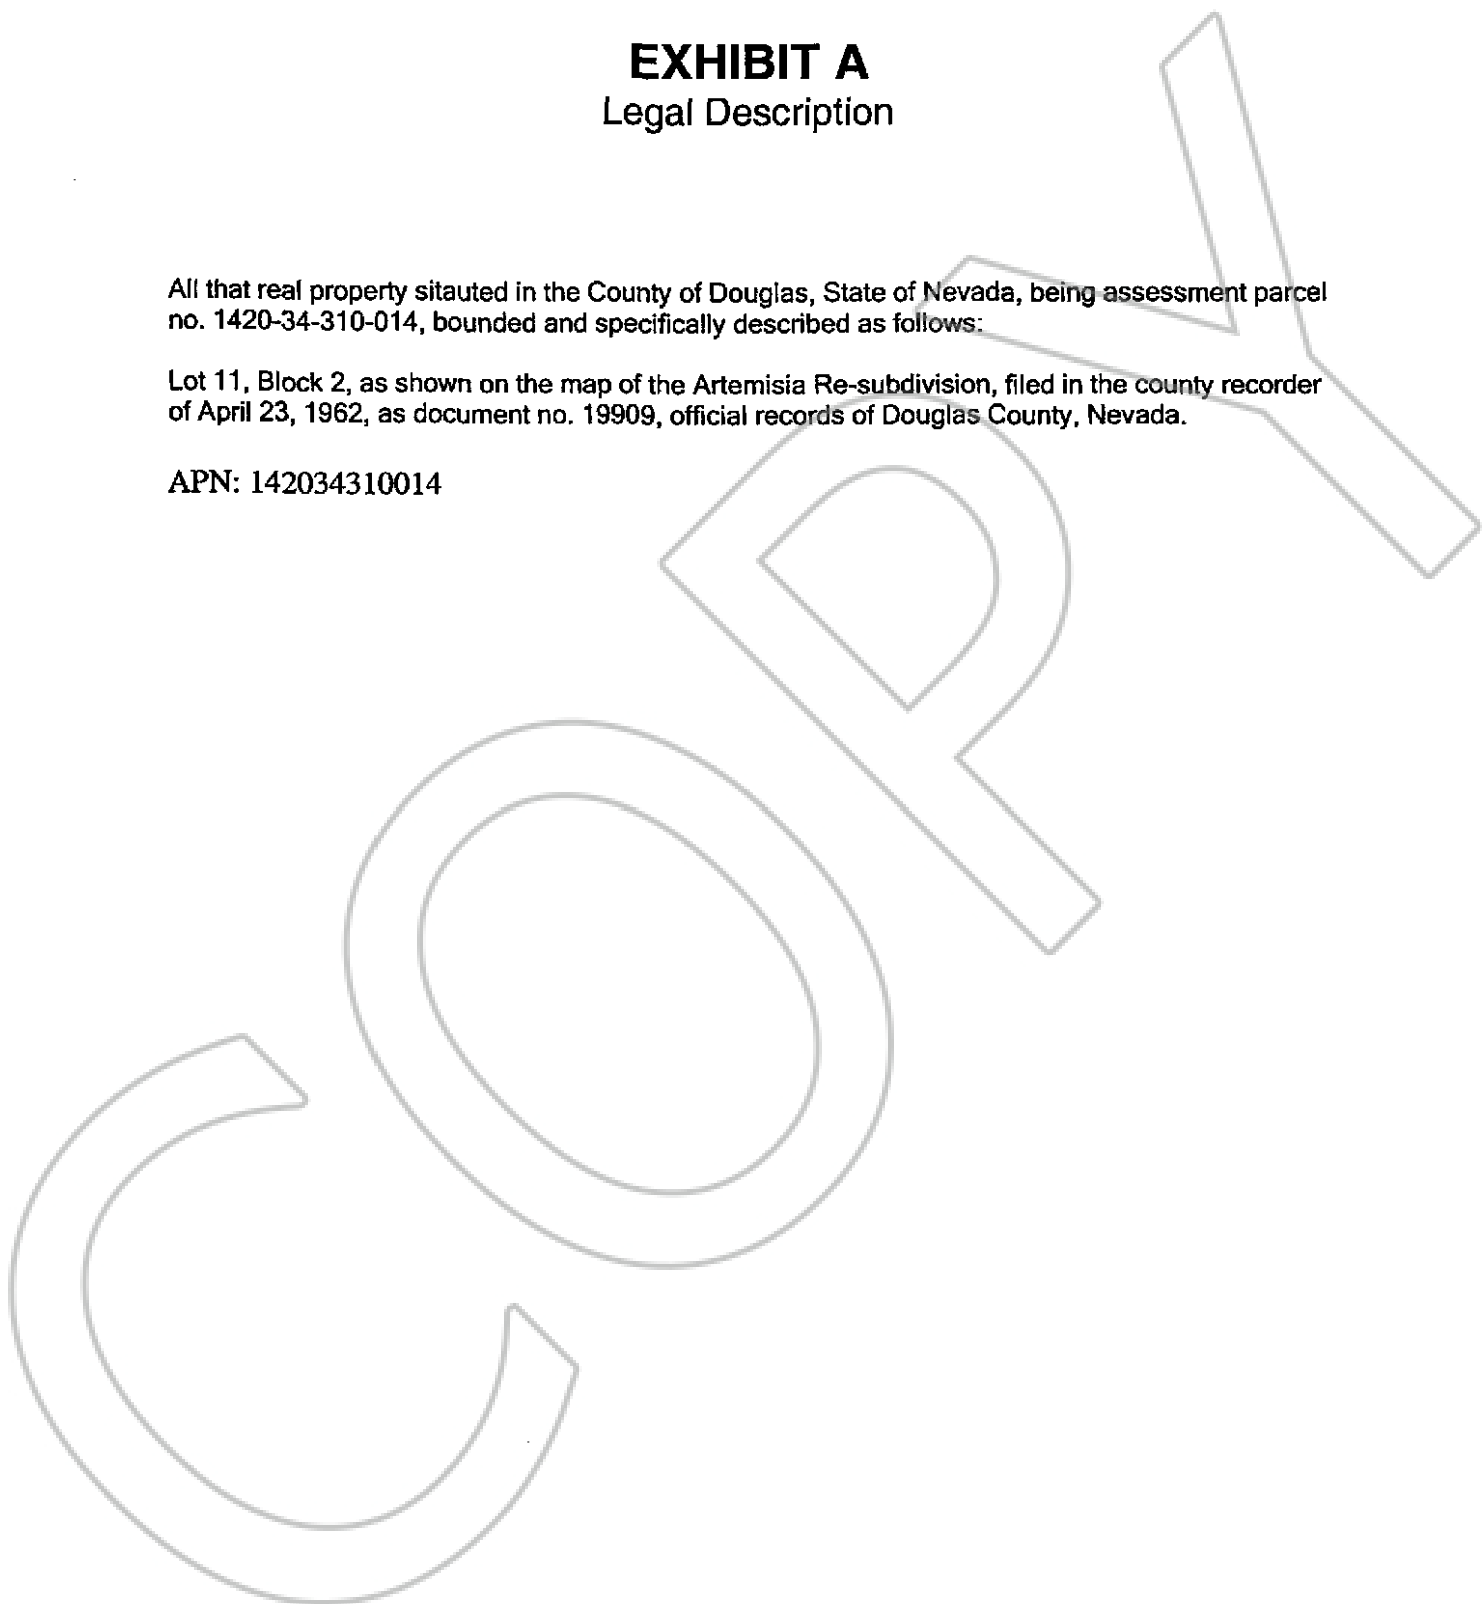 EXHIBIT A
Legal Description
All that real property sitauted in the County of Douglas, State of Nevada, being assessment parcel
no. 1420-34-310-014, bounded and specifically described as follows:
Lot 11, Block 2, as shown on the map of the Artemisia Re-subdivision, filed in the county recorder
of April 23, 1962, as document no. 19909, official records of Douglas County, Nevada.
APN: 142034310014
COPY